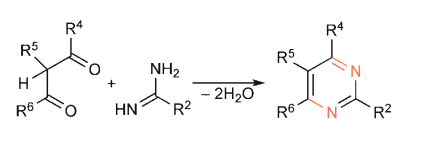 R⁴
R⁵
H
O
R⁶
O
+
NH₂
HN
R²
− 2H₂O
R⁴
R⁵
N
R⁶
N
R²